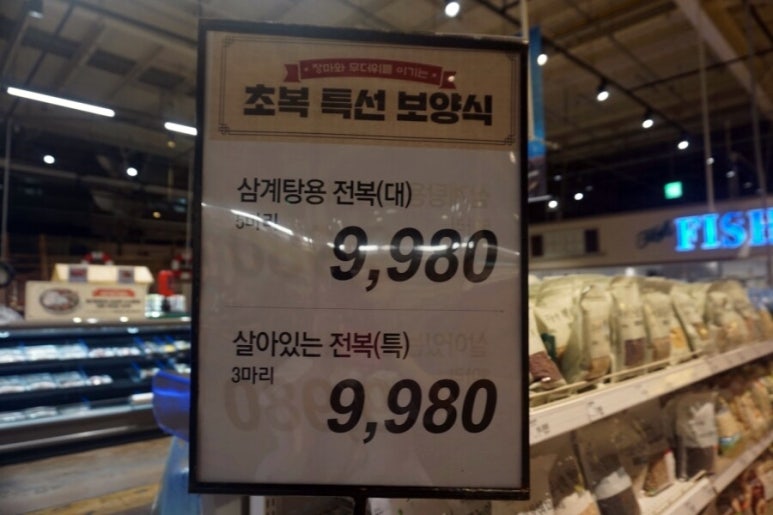 장마와 무더위를 이기는
초복 특선 보양식
삼계탕용 전복(대)
5마리
9,980
살아있는 전복(특)
3마리
9,980
FISH